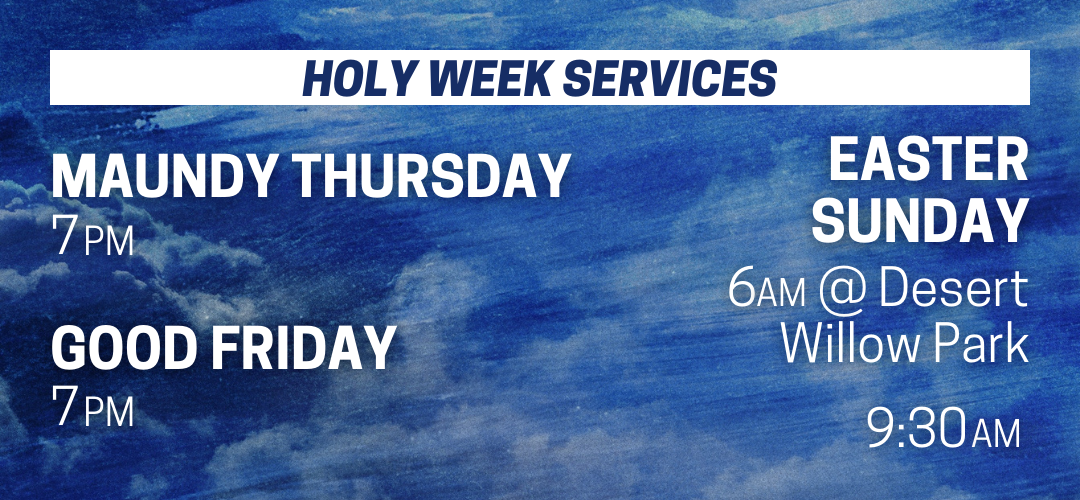 HOLY WEEK SERVICES
MAUNDY THURSDAY
7PM
GOOD FRIDAY
7PM
EASTER
SUNDAY
6AM @ Desert
Willow Park
9:30AM